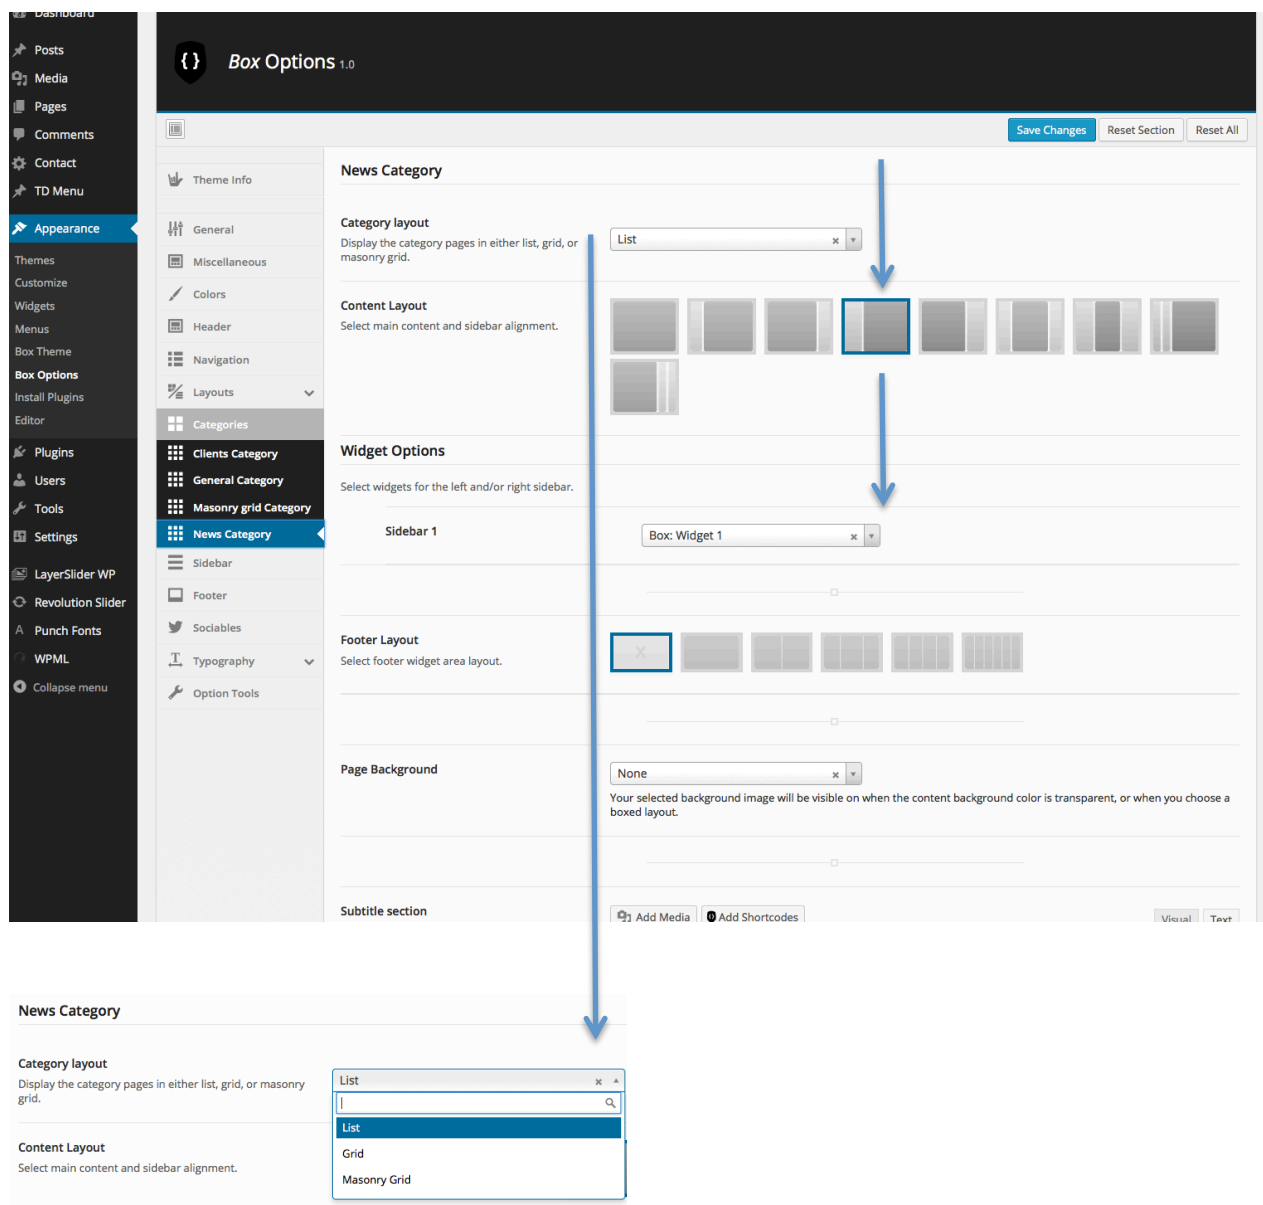 Dashboard
Posts
Media
Pages
Comments
Contact
TD Menu
Appearance
Themes
Customize
Widgets
Menus
Box Theme
Box Options
Install Plugins
Editor
Plugins
Users
Tools
Settings
LayerSlider WP
Revolution Slider
A Punch Fonts
WPML
Collapse menu
{} Box Options 1.0
Save Changes Reset Section Reset All
Theme Info
General
Miscellaneous
Colors
Header
Navigation
Layouts
Categories
Clients Category
General Category
Masonry grid Category
News Category
Sidebar
Footer
Sociables
Typography
Option Tools
News Category
Category layout
Display the category pages in either list, grid, or
masonry grid.
List
Content Layout
Select main content and sidebar alignment.
Widget Options
Select widgets for the left and/or right sidebar.
Sidebar 1
Box: Widget 1
Footer Layout
Select footer widget area layout.
X
Page Background
None
Your selected background image will be visible on when the content background color is transparent, or when you choose a
boxed layout.
Subtitle section
Add Media Add Shortcodes
Visual Text
News Category
Category layout
Display the category pages in either list, grid, or masonry
grid.
List
List
Grid
Masonry Grid
Content Layout
Select main content and sidebar alignment.